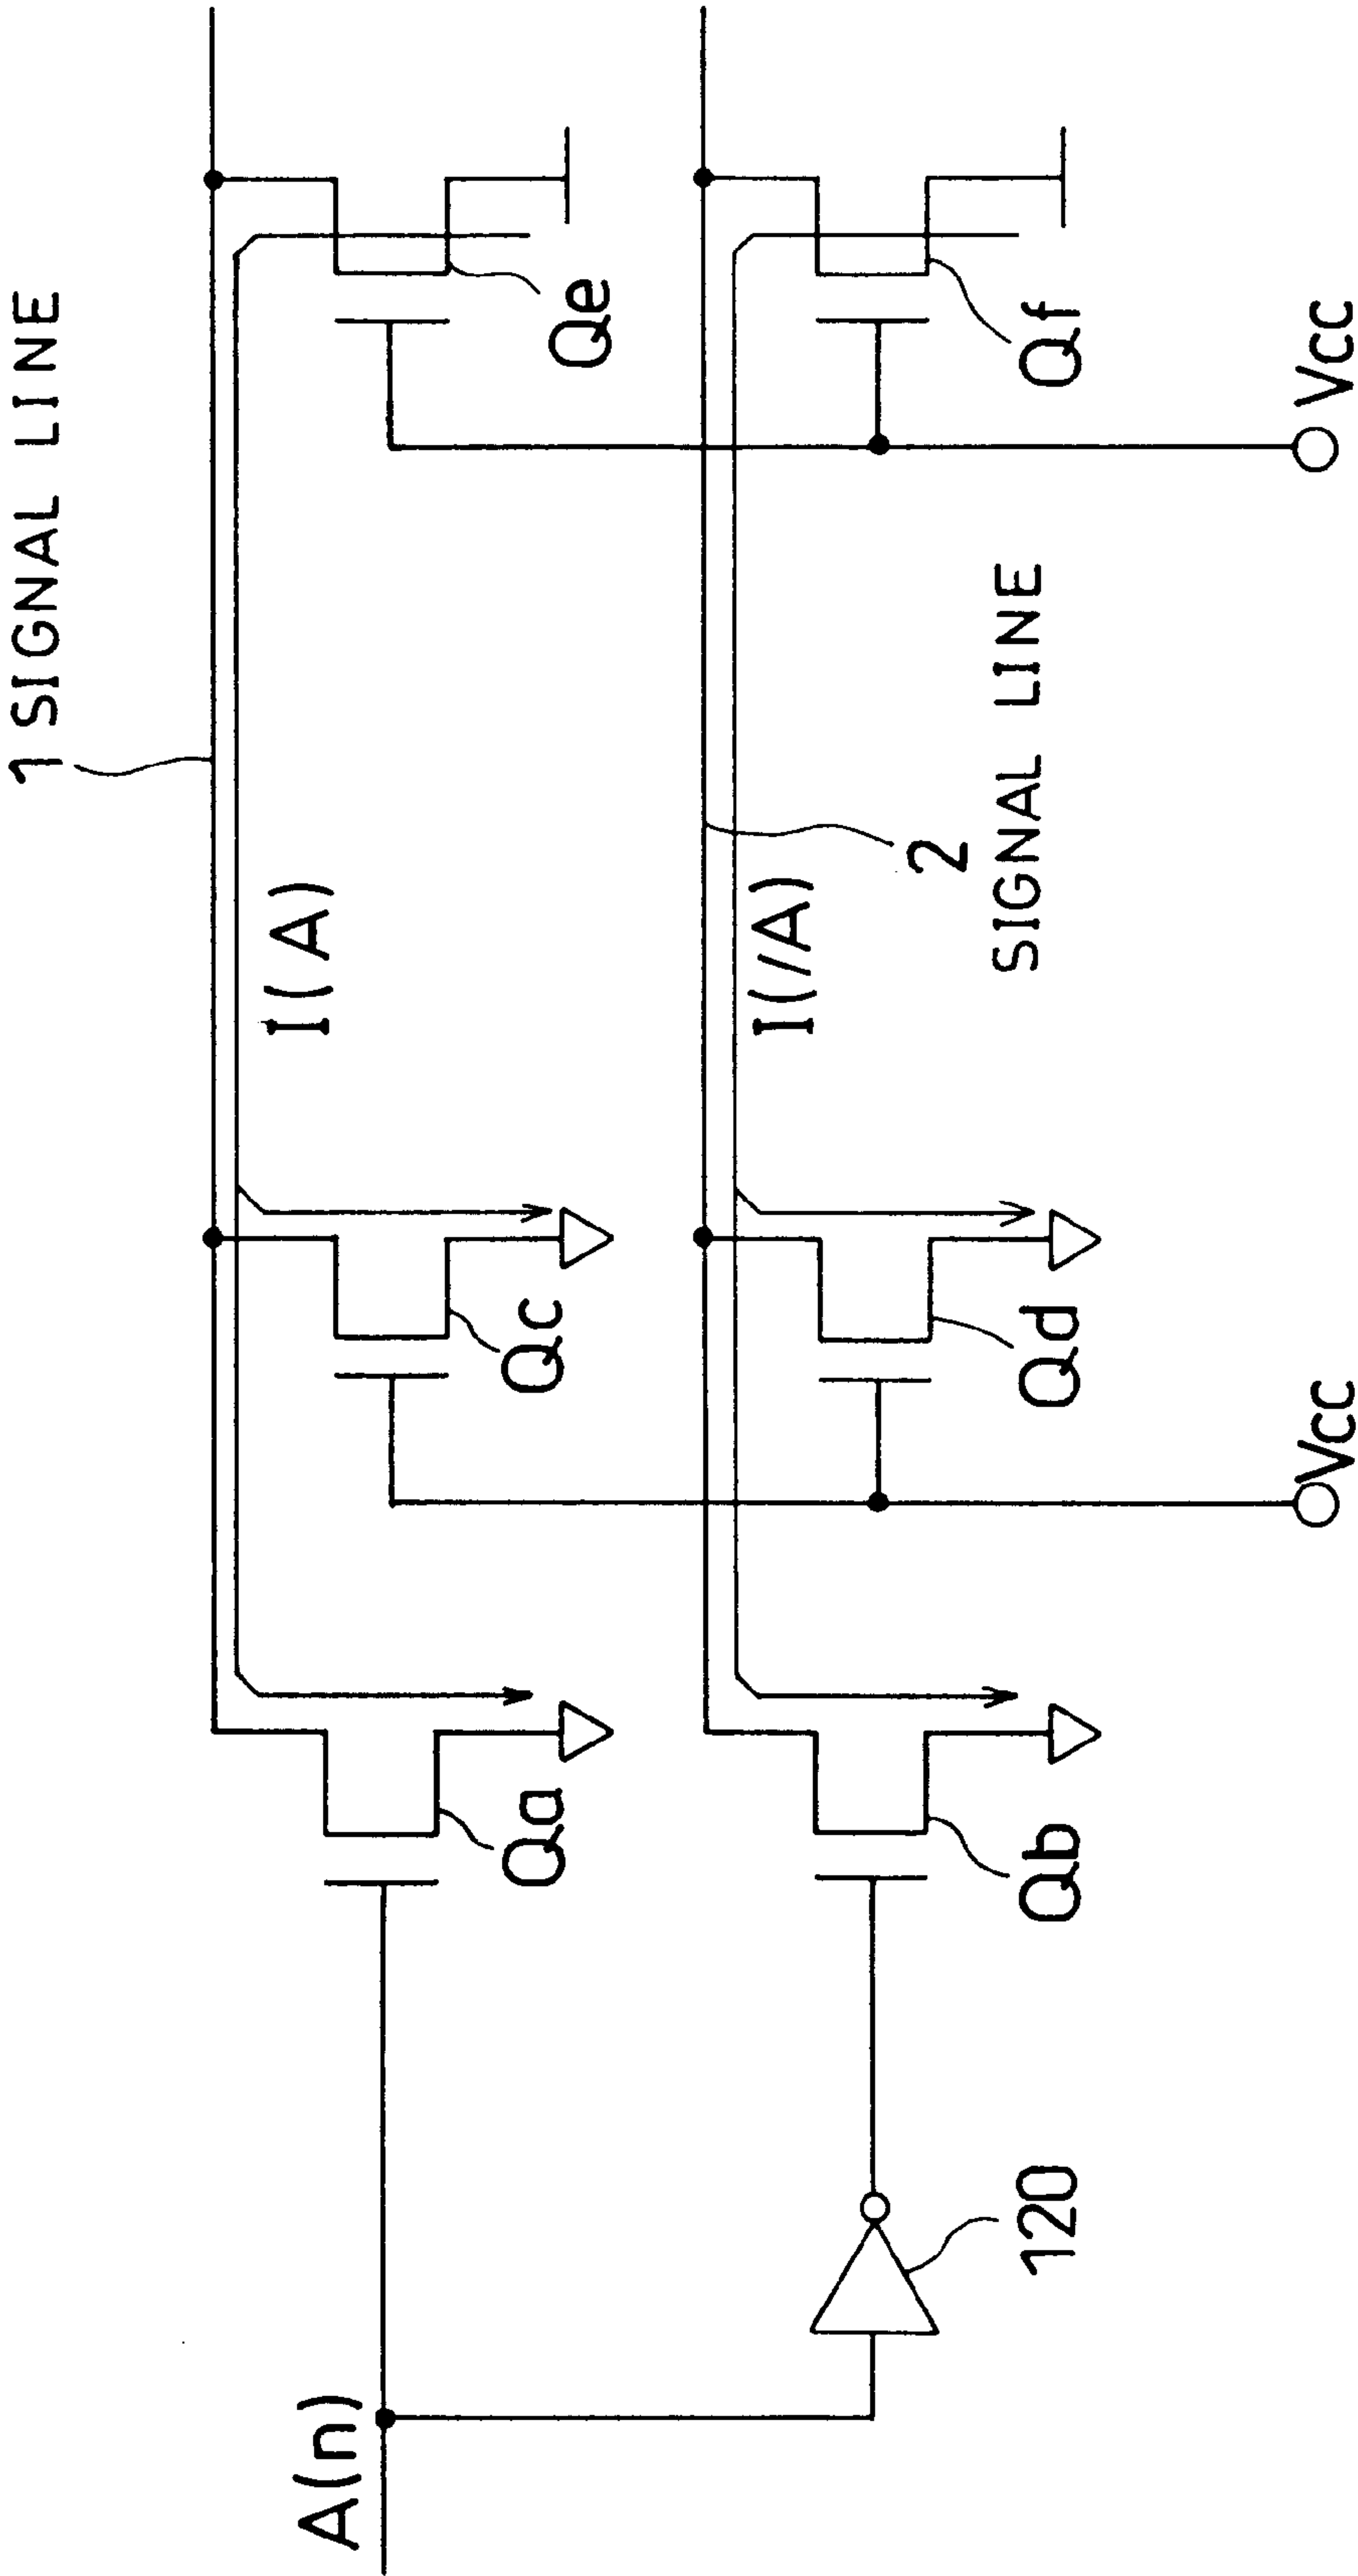 1 SIGNAL LINE
I(A)
Qe
Qc
Qa
A(n)
I(/A)
2
SIGNAL LINE
Qf
Qd
Qb
120
Vcc
Vcc